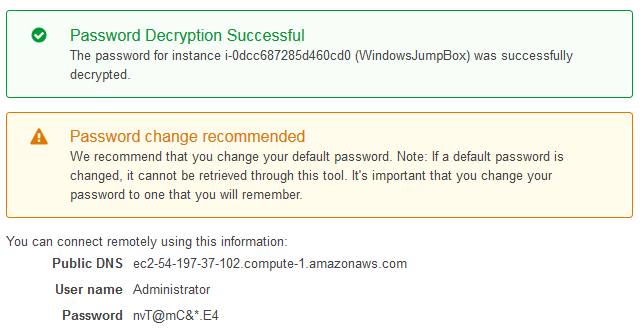 Password Decryption Successful
The password for instance i-0dcc687285d460cd0 (WindowsJumpBox) was successfully
decrypted.
Password change recommended
We recommend that you change your default password. Note: If a default password is
changed, it cannot be retrieved through this tool. It's important that you change your
password to one that you will remember.
You can connect remotely using this information:
Public DNS ec2-54-197-37-102.compute-1.amazonaws.com
User name Administrator
Password nvT@mC&*.E4